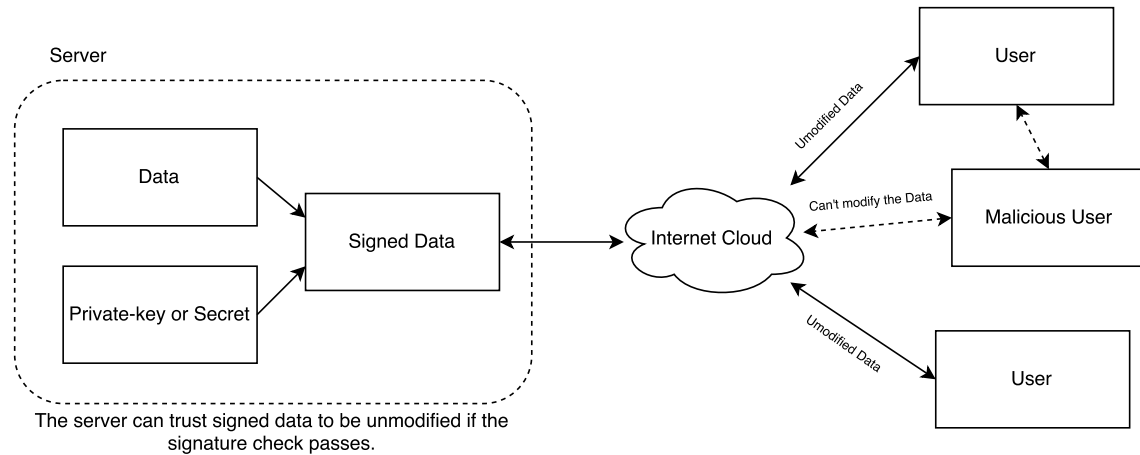 Server
Data
Private-key or Secret
Signed Data
The server can trust signed data to be unmodified if the
signature check passes.
Internet Cloud
Umodified Data
Can't modify the Data
Umodified Data
User
Malicious User
User